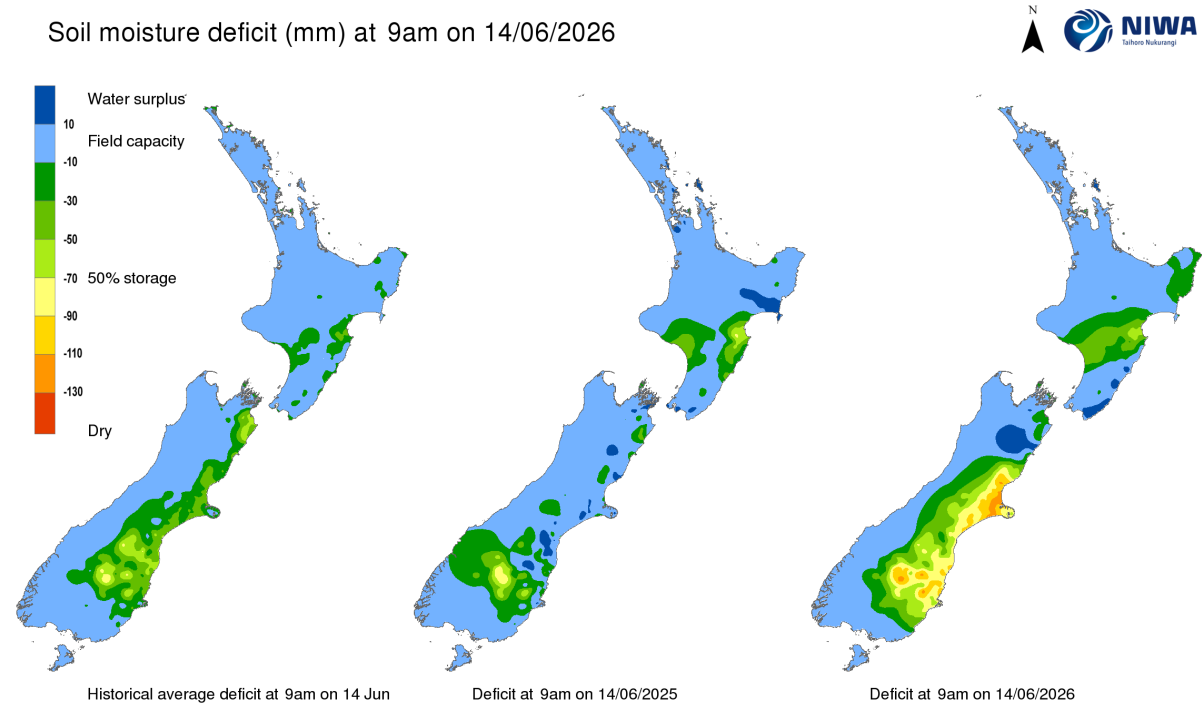 Soil moisture deficit (mm) at 9am on 14/06/2026
N
NIWA
Taihoro Nukurangi
Water surplus
10
Field capacity
-10
-30
-50
-70
50% storage
-90
-110
-130
Dry
Historical average deficit at 9am on 14 Jun
Deficit at 9am on 14/06/2025
Deficit at 9am on 14/06/2026